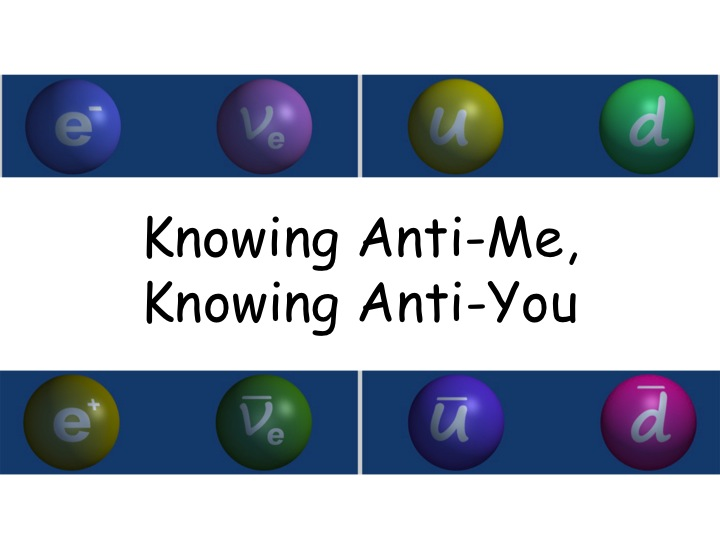 e⁻ νₑ u d
Knowing Anti-Me,
Knowing Anti-You
e⁺ ν̅ₑ u̅ d̅